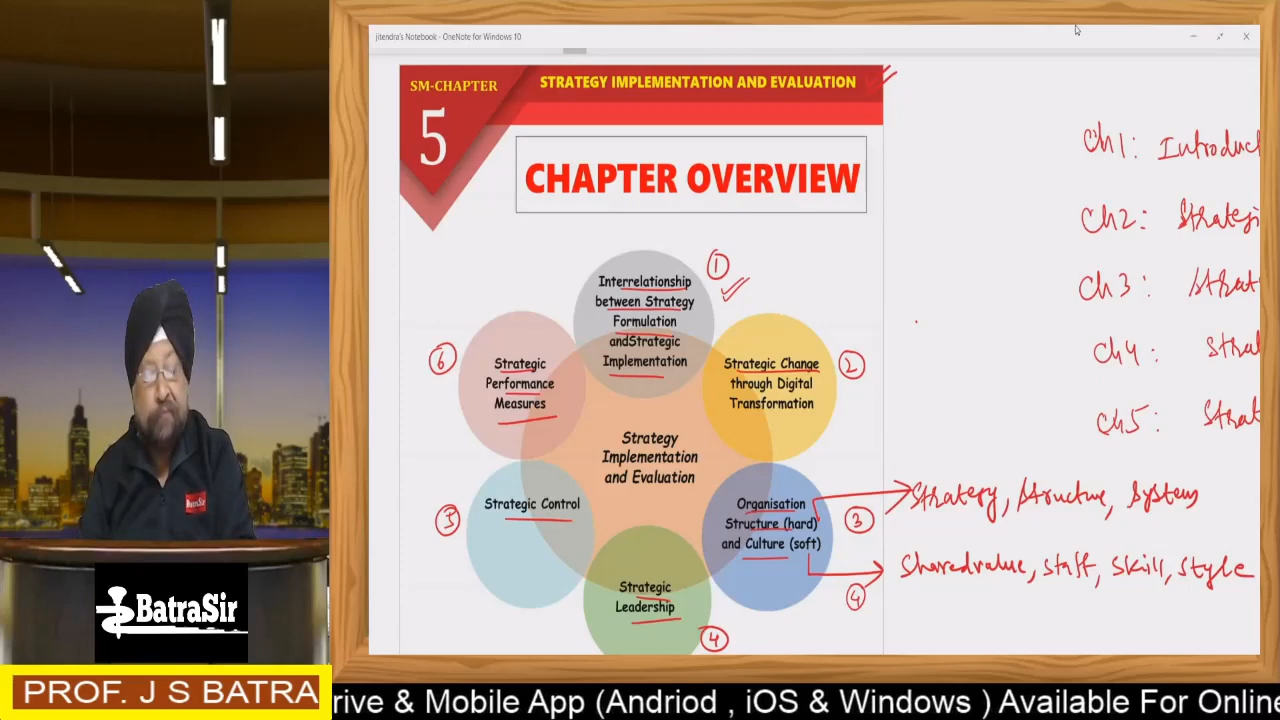 jitendra's Notebook - OneNote for Windows 10
SM-CHAPTER
5
STRATEGY IMPLEMENTATION AND EVALUATION
CHAPTER OVERVIEW
Interrelationship
between Strategy
Formulation
andStrategic
Implementation
1
Strategic Change
through Digital
Transformation
2
Organisation
Structure (hard)
and Culture (soft)
3
Strategy, Structure, System
Sharedvalue, Staff, Skill, Style
4
Strategic
Leadership
4
Strategic Control
5
Strategic
Performance
Measures
6
Strategy
Implementation
and Evaluation
Ch1: Introduct
Ch2: Strategi
Ch3: Strat
Ch4: Stra
Ch5: Strat
BatraSir
BatraSir
PROF. J S BATRA
rive & Mobile App (Andriod , iOS & Windows ) Available For Online